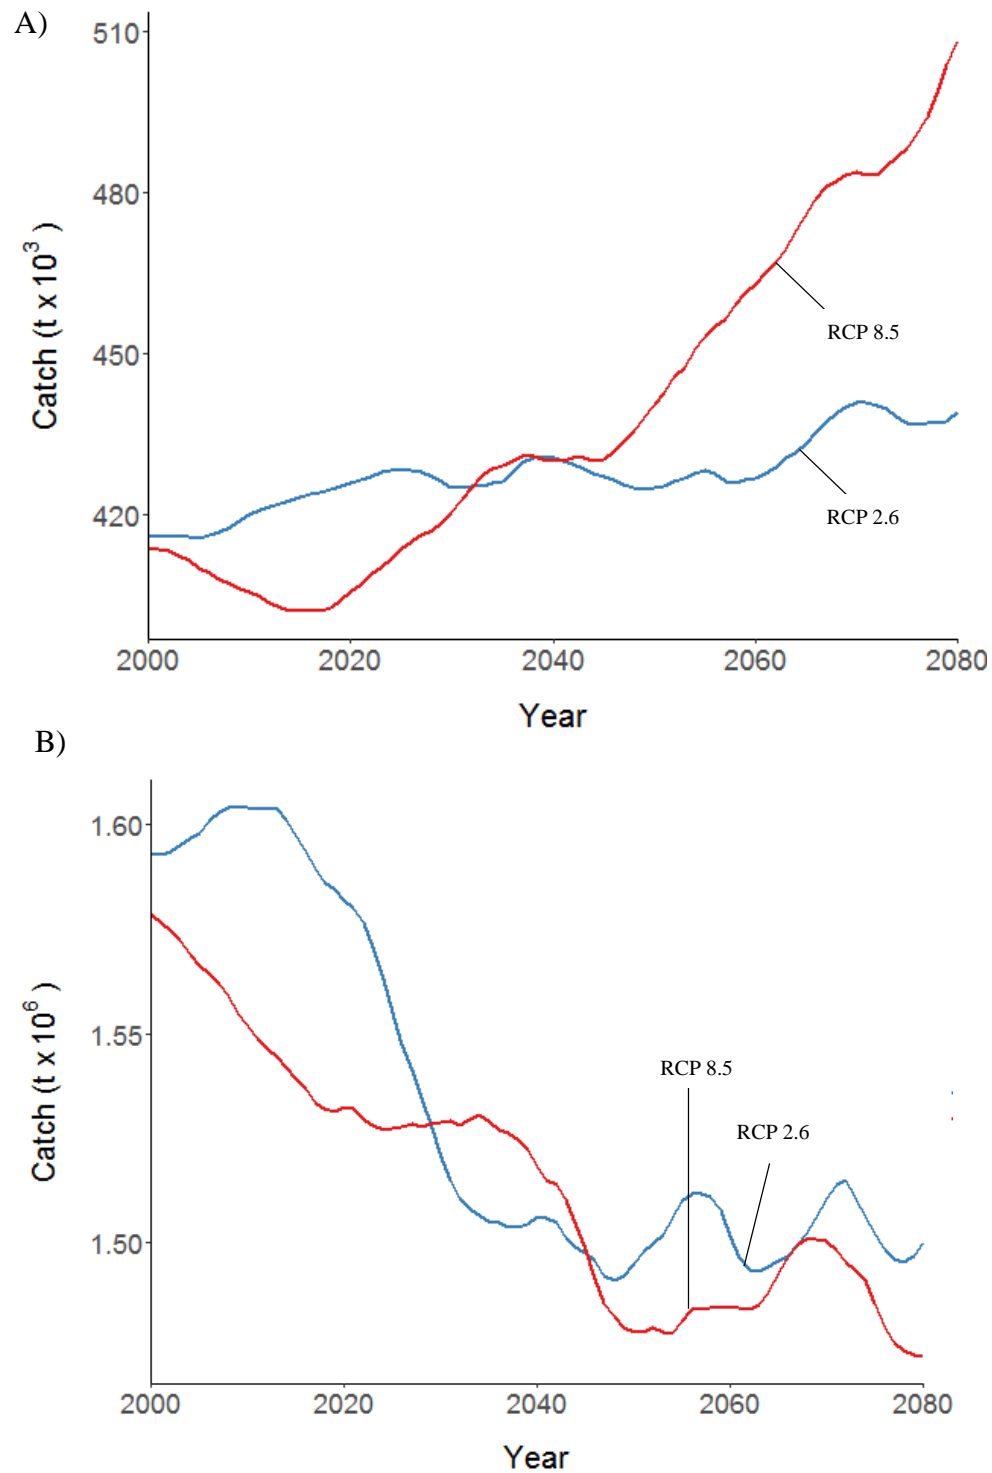 A)
510
480
450
420
Catch (t x 10³)
RCP 8.5
RCP 2.6
2000 2020 2040 2060 2080
Year
B)
1.60
1.55
1.50
Catch (t x 10⁶)
RCP 8.5
RCP 2.6
2000 2020 2040 2060 2080
Year